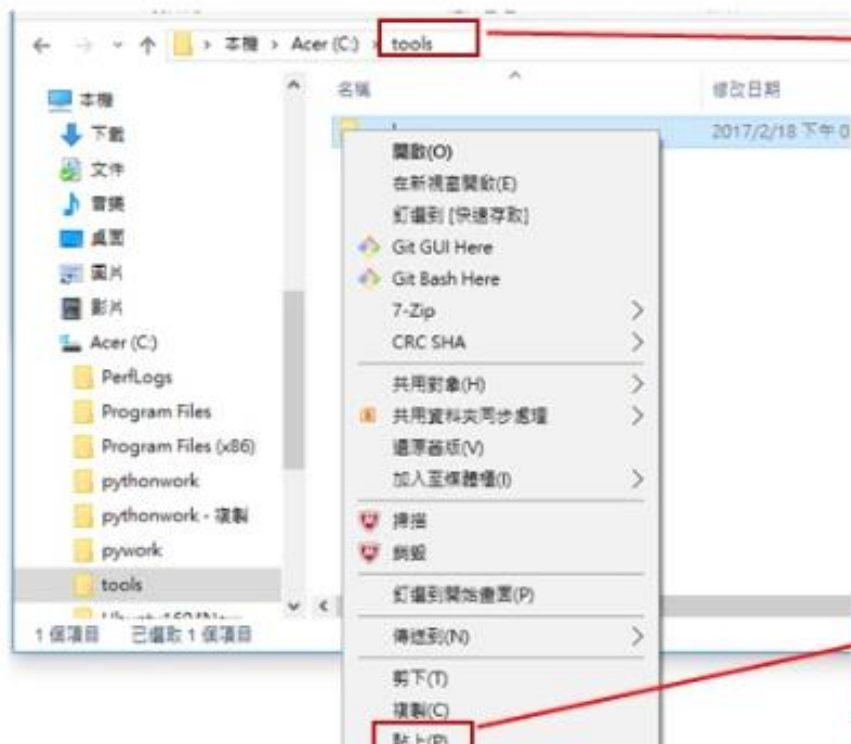 本機 › Acer (C:) › tools
名稱
修改日期
2017/2/18 下午 0
本機
下載
文件
音樂
桌面
圖片
影片
Acer (C:)
PerfLogs
Program Files
Program Files (x86)
pythonwork
pythonwork - 複製
pywork
tools
1 個項目
已選取 1 個項目
開啟(O)
在新視窗開啟(E)
釘選到 [快速存取]
Git GUI Here
Git Bash Here
7-Zip
CRC SHA
共用對象(H)
共用資料夾同步處理
還原舊版(V)
加入至媒體櫃(I)
掃描
銷毀
釘選到開始畫面(P)
傳送到(N)
剪下(T)
複製(C)
貼上(P)